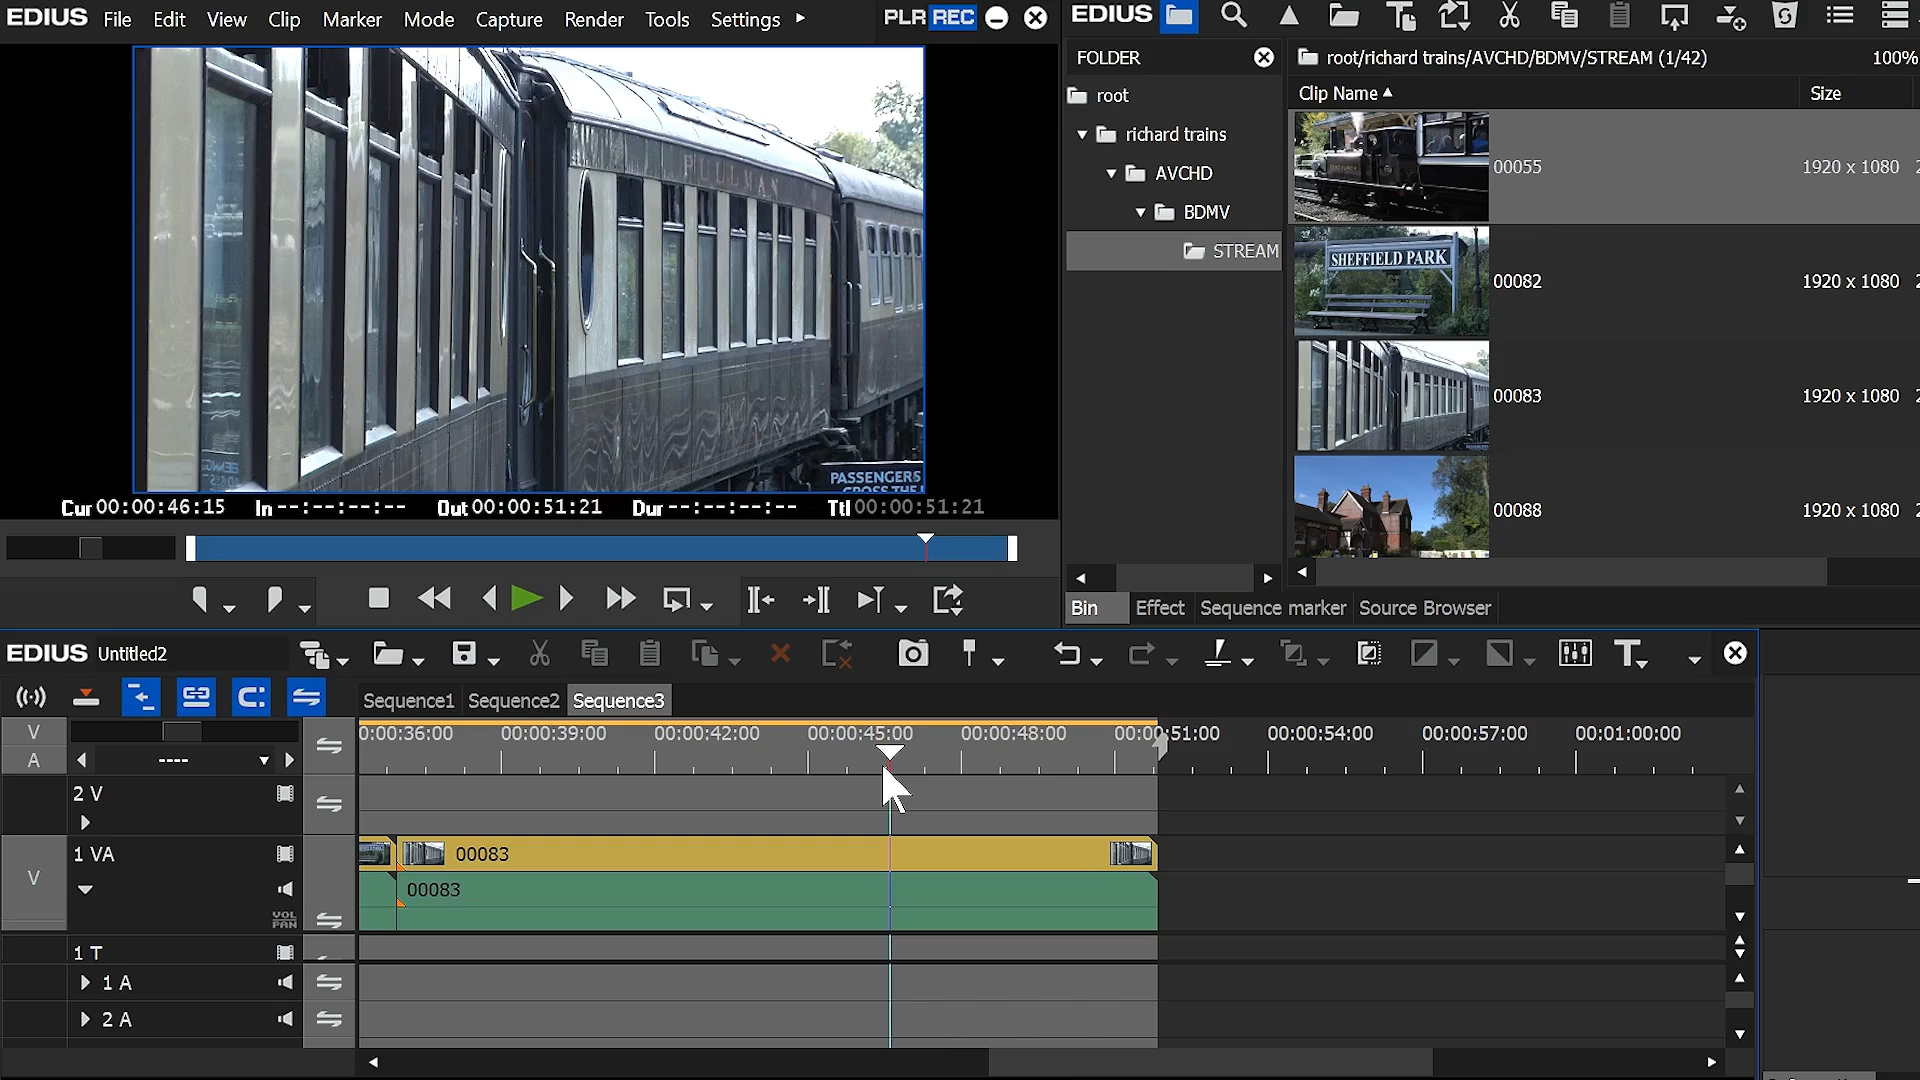 EDIUS File Edit View Clip Marker Mode Capture Render Tools Settings PLR REC
PULLMAN
PASSENGERS
CROSS THE
Cur 00:00:46:15 In --:--:--:-- Out 00:00:51:21 Dur --:--:--:-- Ttl 00:00:51:21
EDIUS
FOLDER
root
richard trains
AVCHD
BDMV
STREAM
root/richard trains/AVCHD/BDMV/STREAM (1/42) 100%
Clip Name Size
00055 1920 x 1080 2
SHEFFIELD PARK
00082 1920 x 1080 2
00083 1920 x 1080 2
00088 1920 x 1080 2
Bin Effect Sequence marker Source Browser
EDIUS Untitled2
Sequence1 Sequence2 Sequence3
V
A
----
0:00:36:00 00:00:39:00 00:00:42:00 00:00:45:00 00:00:48:00 00:00:51:00 00:00:54:00 00:00:57:00 00:01:00:00
2 V
V
1 VA
VOL
PAN
00083
00083
1 T
1 A
2 A